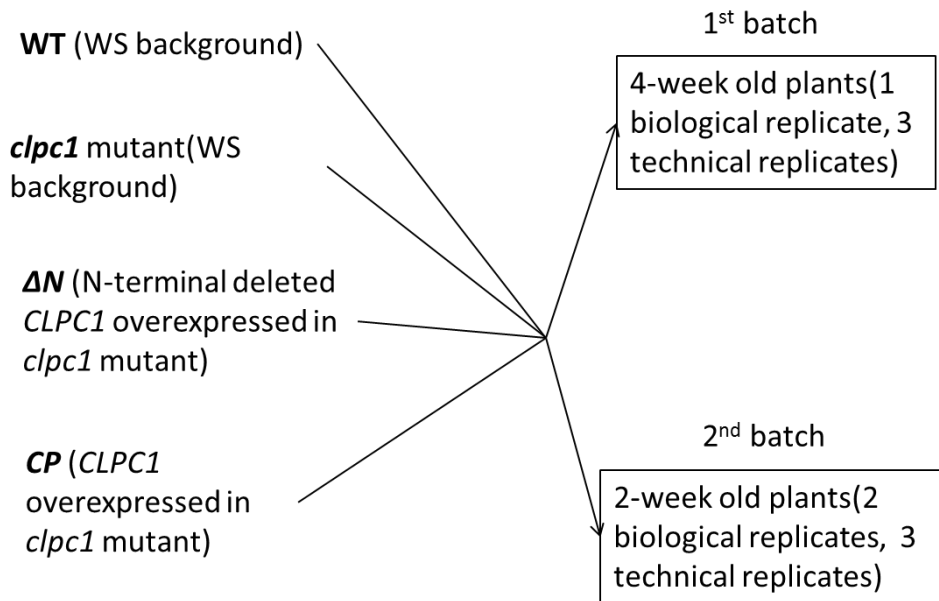 WT (WS background)
clpc1 mutant(WS
background)
ΔN (N-terminal deleted
CLPC1 overexpressed in
clpc1 mutant)
CP (CLPC1
overexpressed in
clpc1 mutant)
1st batch
4-week old plants(1
biological replicate, 3
technical replicates)
2nd batch
2-week old plants(2
biological replicates, 3
technical replicates)